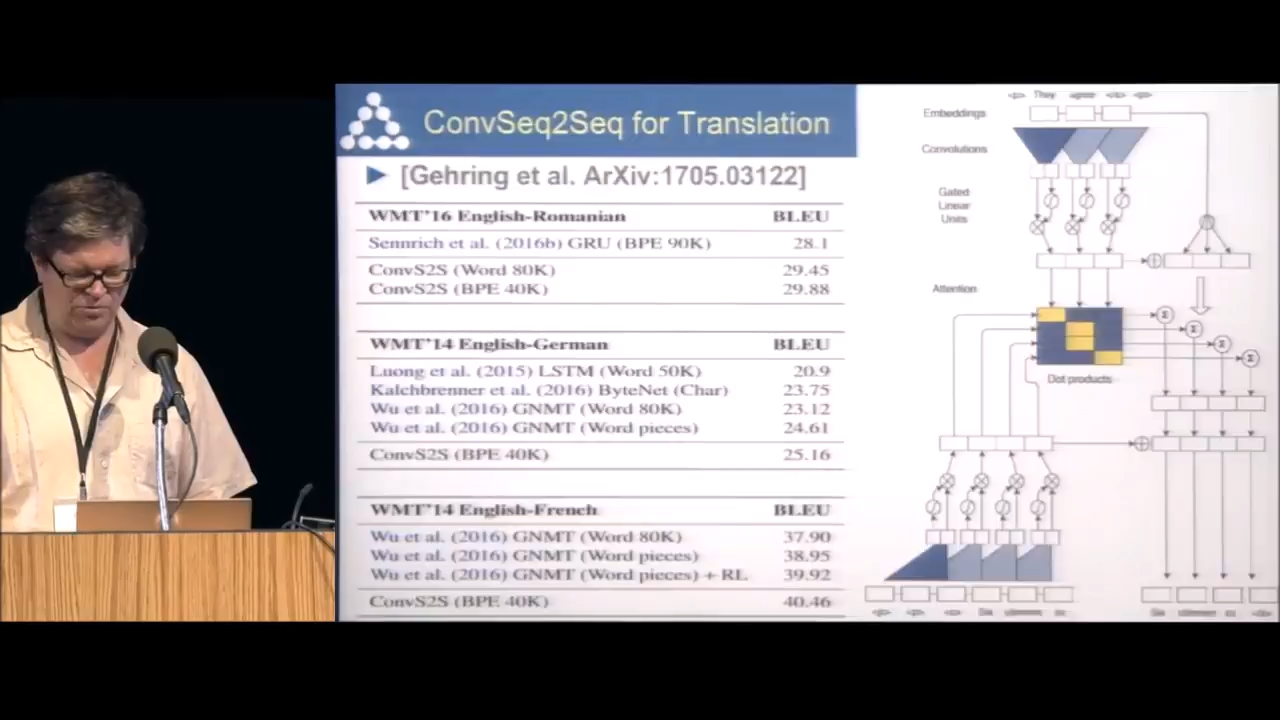 ConvSeq2Seq for Translation
[Gehring et al. ArXiv:1705.03122]
WMT'16 English-Romanian BLEU
Sennrich et al. (2016b) GRU (BPE 90K) 28.1
ConvS2S (Word 80K) 29.45
ConvS2S (BPE 40K) 29.88
WMT'14 English-German BLEU
Luong et al. (2015) LSTM (Word 50K) 20.9
Kalchbrenner et al. (2016) ByteNet (Char) 23.75
Wu et al. (2016) GNMT (Word 80K) 23.12
Wu et al. (2016) GNMT (Word pieces) 24.61
ConvS2S (BPE 40K) 25.16
WMT'14 English-French BLEU
Wu et al. (2016) GNMT (Word 80K) 37.90
Wu et al. (2016) GNMT (Word pieces) 38.95
Wu et al. (2016) GNMT (Word pieces) + RL 39.92
ConvS2S (BPE 40K) 40.46
They agree
Embeddings
Convolutions
Gated
Linear
Units
Attention
Dot products